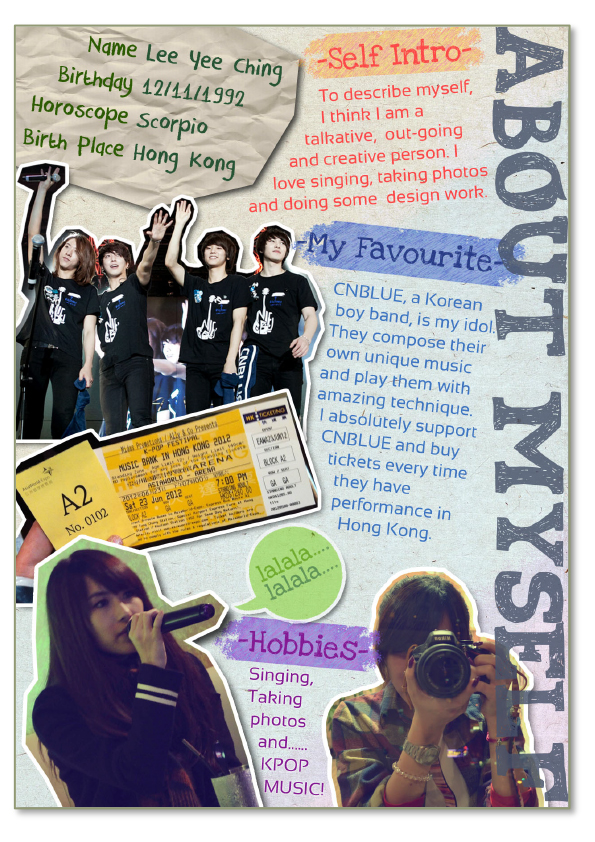 Name Lee Yee Ching
Birthday 12/11/1992
Horoscope Scorpio
Birth Place Hong Kong
-Self Intro-
To describe myself,
I think I am a
talkative, out-going
and creative person. I
love singing, taking photos
and doing some design work.
ABOUT MYSELF
-My Favourite-
CNBLUE, a Korean
boy band, is my idol.
They compose their
own unique music
and play them with
amazing technique.
I absolutely support
CNBLUE and buy
tickets every time
they have
performance in
Hong Kong.
CNBLUE
A2
No. 0102
K-POP FESTIVAL
MUSIC BANK IN HONG KONG 2012
ASIAWORLD - ARENA
Sat 23 Jun 2012
7:00 PM
BLOCK A2
HK TICKETING
BLOCK A2
lalala....
lalala....
-Hobbies-
Singing,
Taking
photos
and......
KPOP
MUSIC!